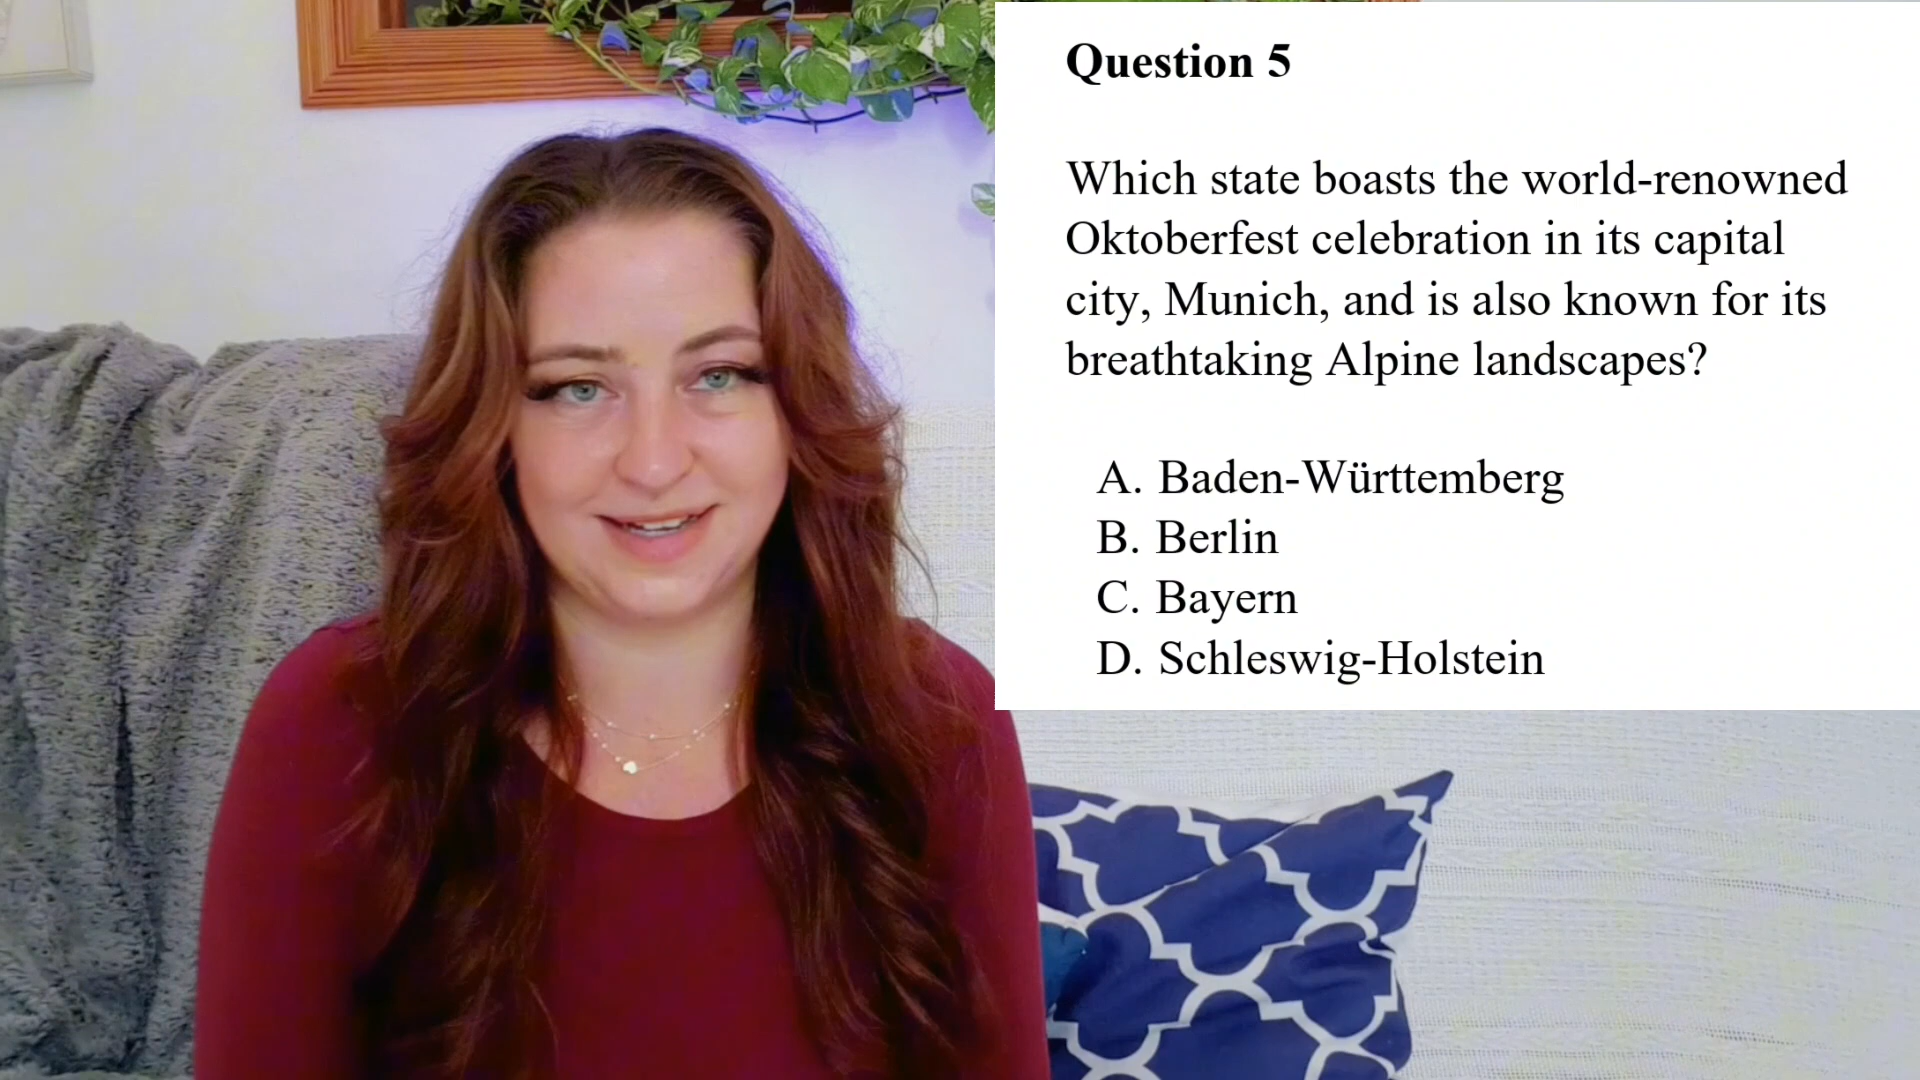 Question 5
Which state boasts the world-renowned
Oktoberfest celebration in its capital
city, Munich, and is also known for its
breathtaking Alpine landscapes?
A. Baden-Württemberg
B. Berlin
C. Bayern
D. Schleswig-Holstein